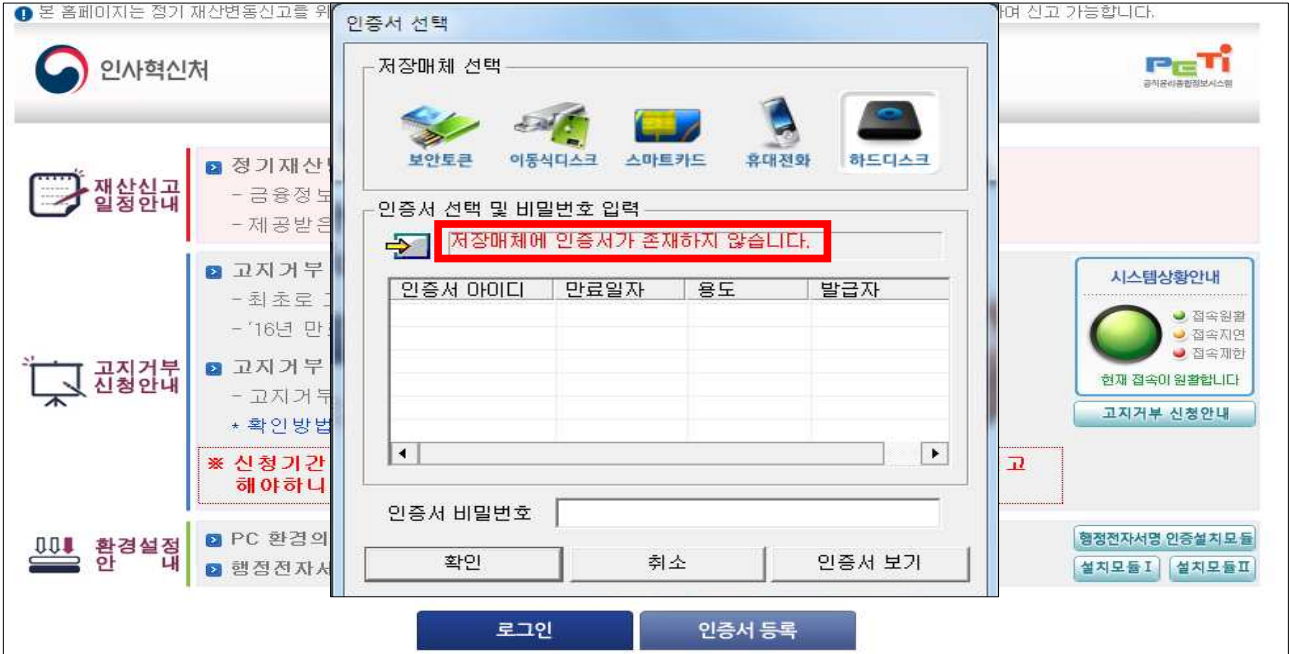 본 홈페이지는 정기 재산변동신고를 위
하여 신고 가능합니다.
인사혁신처
PETi
공직윤리종합정보시스템
인증서 선택
저장매체 선택
보안토큰 이동식디스크 스마트카드 휴대전화 하드디스크
인증서 선택 및 비밀번호 입력
저장매체에 인증서가 존재하지 않습니다.
인증서 아이디 만료일자 용도 발급자
인증서 비밀번호
확인 취소 인증서 보기
재산신고
일정안내
정기재산
- 금융정보
- 제공받은
고지거부
신청안내
고지거부
- 최초로
- '16년 만
고지거부
- 고지거부
* 확인방법
※ 신청기간
고
해야하니
시스템상황안내
접속원활
접속지연
접속제한
현재 접속이 원활합니다
고지거부 신청안내
환경설정
안 내
PC 환경의
행정전자서
행정전자서명 인증설치모듈
설치모듈Ⅰ 설치모듈Ⅱ
로그인 인증서 등록